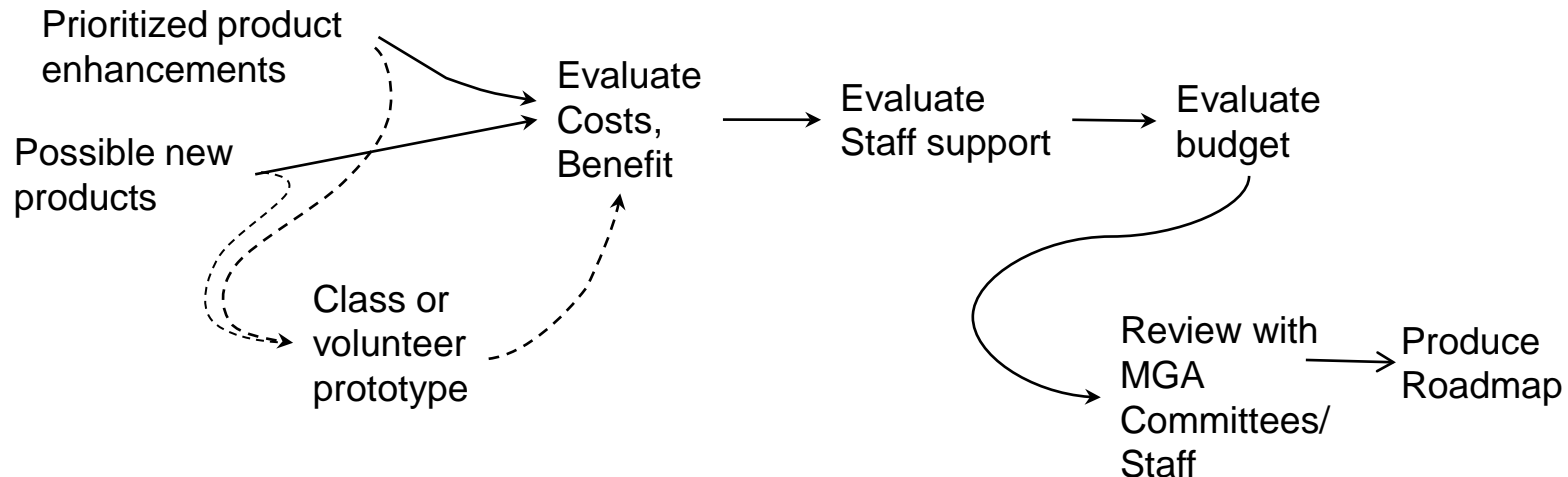 Prioritized product
enhancements
Possible new
products
Class or
volunteer
prototype
Evaluate
Costs,
Benefit
Evaluate
Staff support
Evaluate
budget
Review with
MGA
Committees/
Staff
Produce
Roadmap